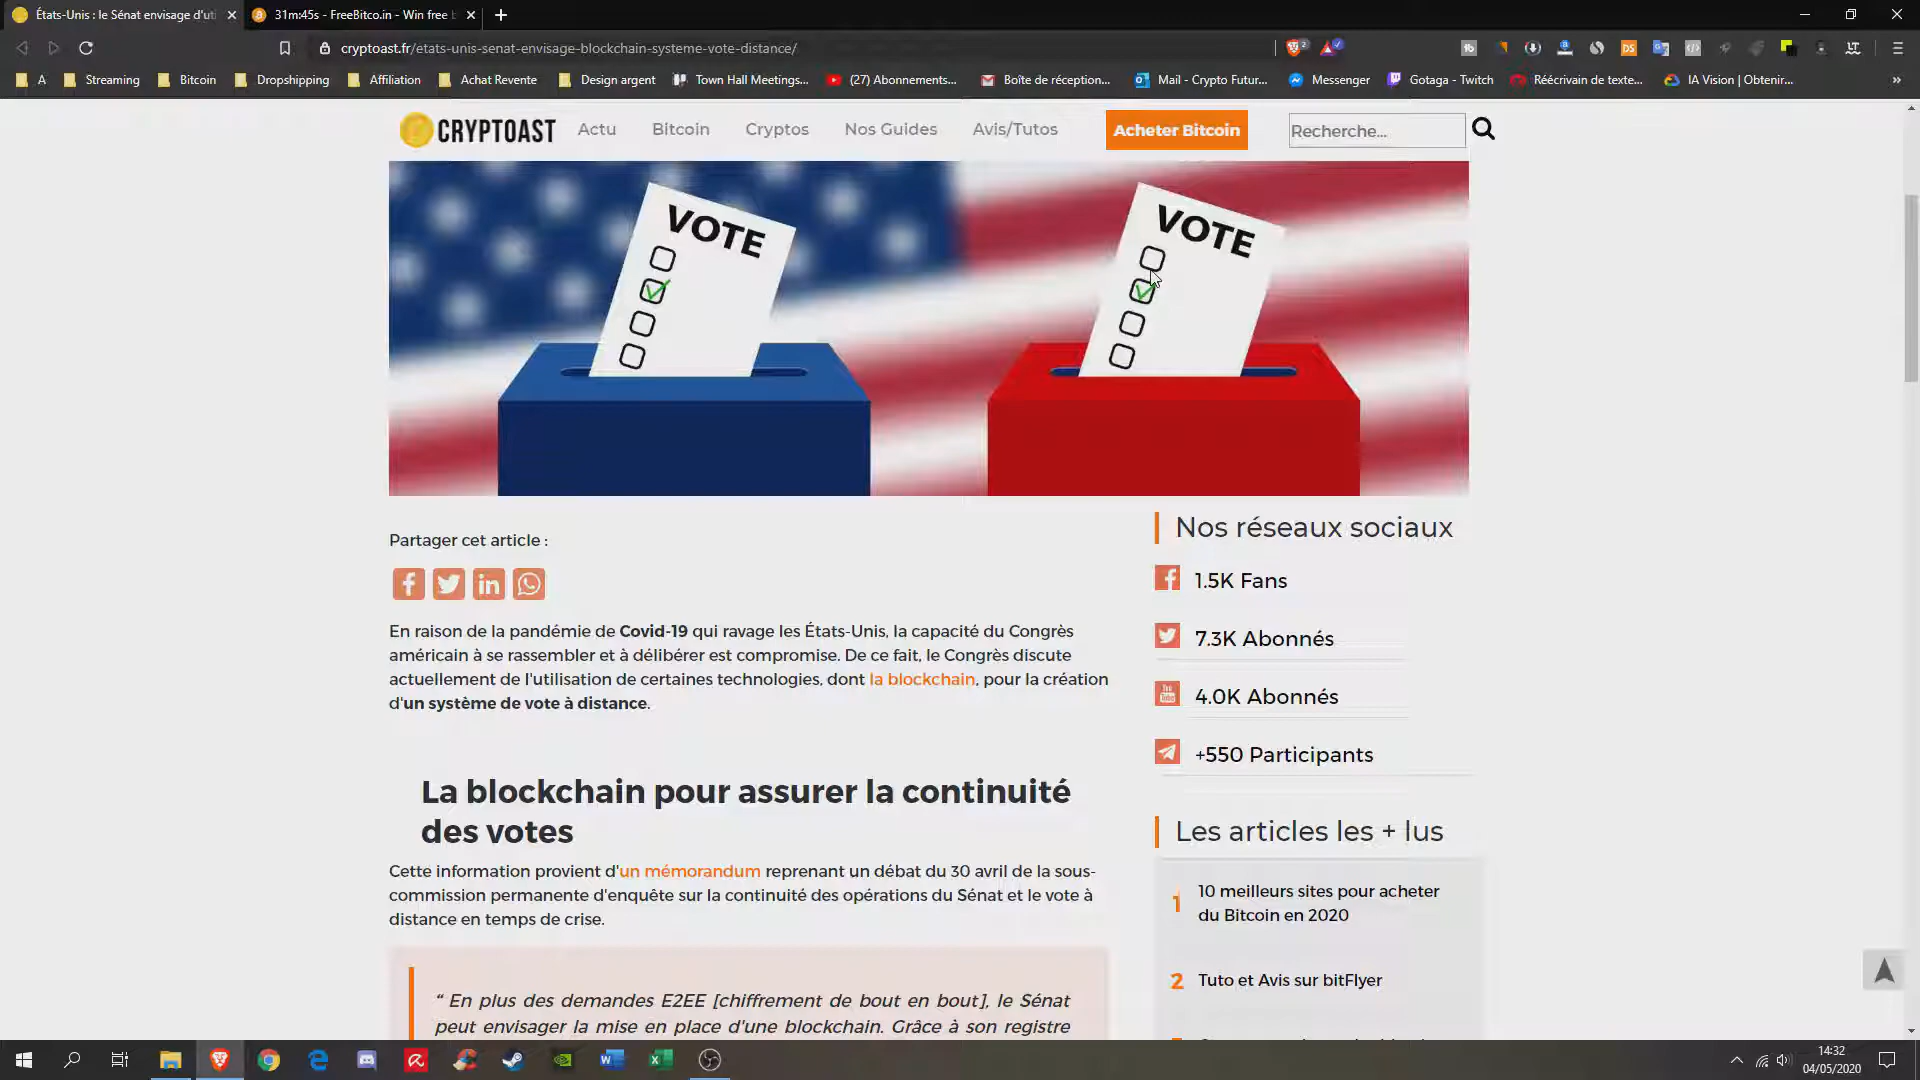 États-Unis : le Sénat envisage d'uti
31m:45s - FreeBitco.in - Win free b
cryptoast.fr/etats-unis-senat-envisage-blockchain-systeme-vote-distance/
A
Streaming
Bitcoin
Dropshipping
Affiliation
Achat Revente
Design argent
Town Hall Meetings...
(27) Abonnements...
Boîte de réception...
Mail - Crypto Futur...
Messenger
Gotaga - Twitch
Réécrivain de texte...
IA Vision | Obtenir...
CRYPTOAST
Actu
Bitcoin
Cryptos
Nos Guides
Avis/Tutos
Acheter Bitcoin
Recherche...
VOTE
VOTE
Partager cet article :
En raison de la pandémie de Covid-19 qui ravage les États-Unis, la capacité du Congrès
américain à se rassembler et à délibérer est compromise. De ce fait, le Congrès discute
actuellement de l'utilisation de certaines technologies, dont la blockchain, pour la création
d'un système de vote à distance.
La blockchain pour assurer la continuité
des votes
Cette information provient d'un mémorandum reprenant un débat du 30 avril de la sous-
commission permanente d'enquête sur la continuité des opérations du Sénat et le vote à
distance en temps de crise.
“ En plus des demandes E2EE [chiffrement de bout en bout], le Sénat
peut envisager la mise en place d'une blockchain. Grâce à son registre
Nos réseaux sociaux
1.5K Fans
7.3K Abonnés
4.0K Abonnés
+550 Participants
Les articles les + lus
1 10 meilleurs sites pour acheter
du Bitcoin en 2020
2 Tuto et Avis sur bitFlyer
14:32
04/05/2020